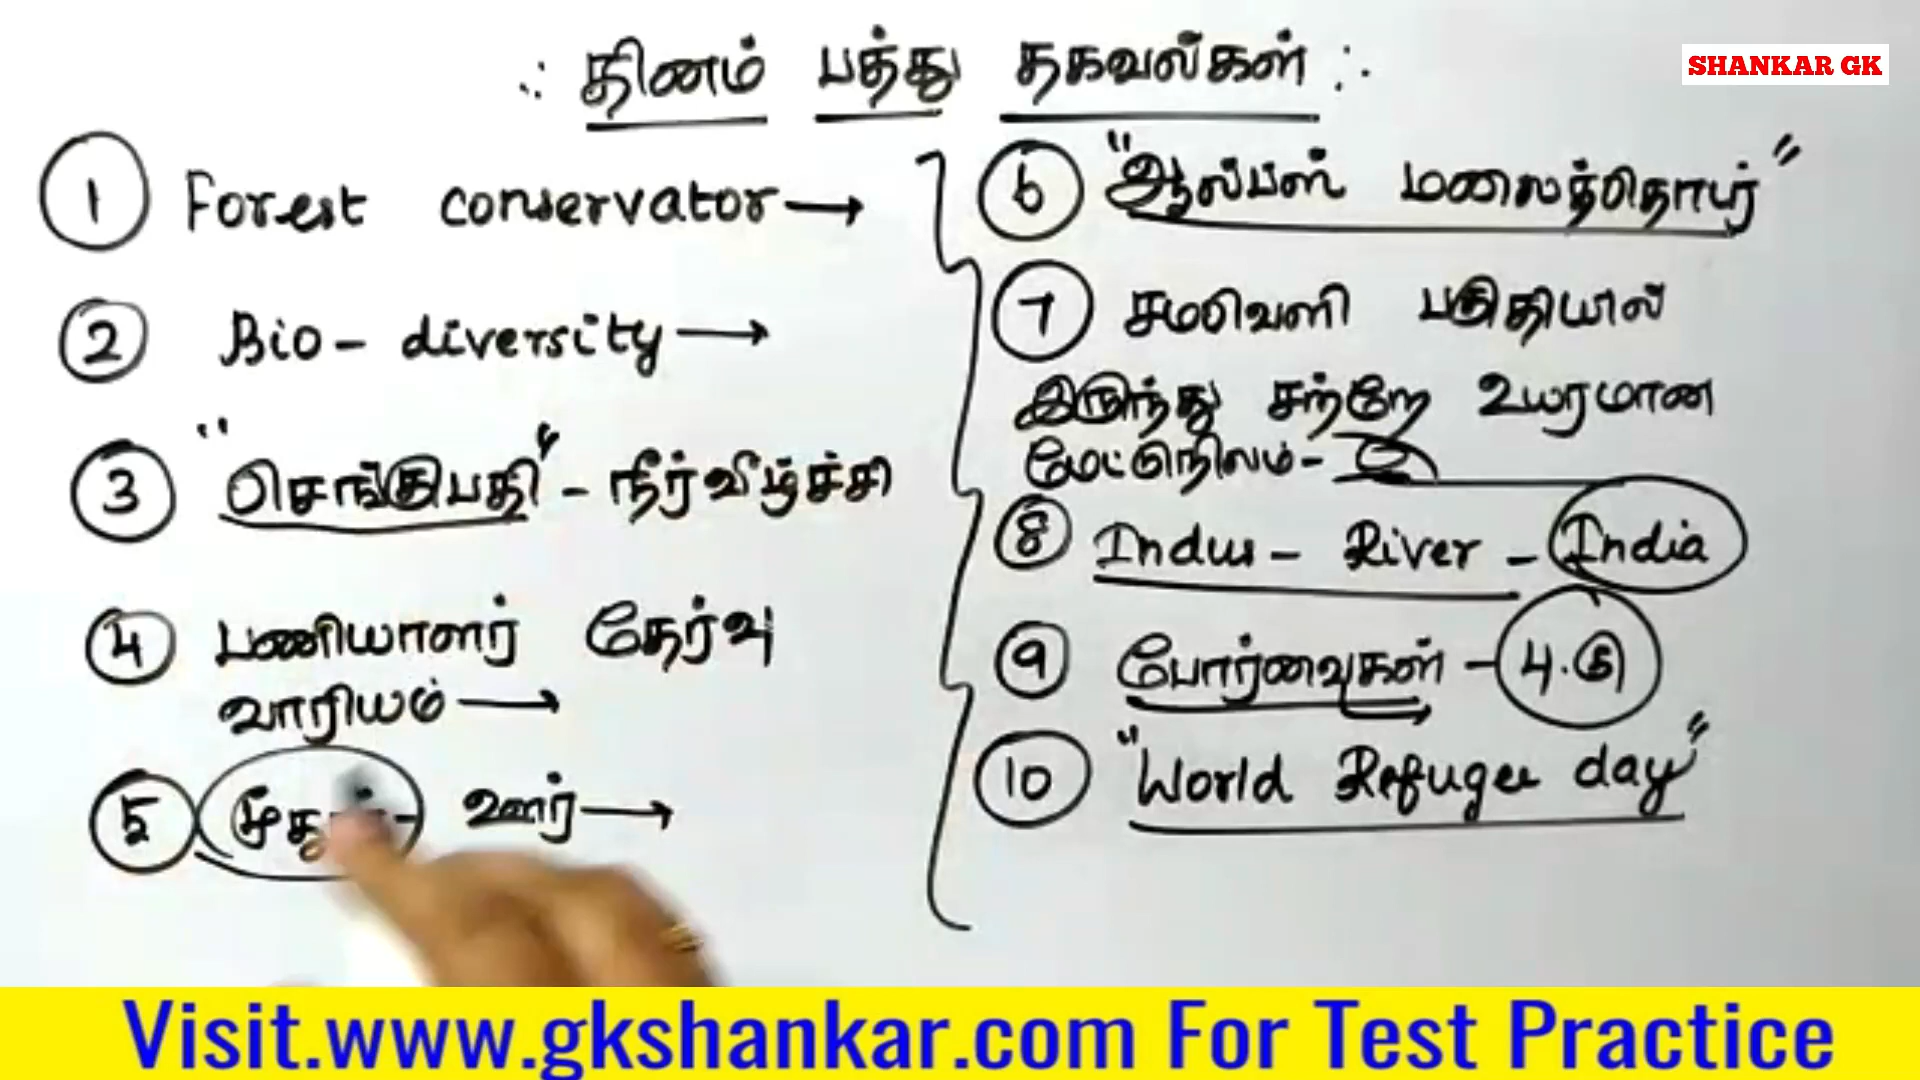 ∴ தினம் பத்து தகவல்கள் ∴
SHANKAR GK
1 Forest conservator →
2 Bio - diversity →
3 "செங்குபதி" - நீர்வீழ்ச்சி
4 பணியாளர் தேர்வு
வாரியம் →
5 ஊர் →
6 "ஆல்பஸ் மலைத்தொடர்"
7 சமவெளி பகுதியில்
இருந்து சற்றே உயரமான
மேட்டுநிலம் -
8 Indus - River - India
9 போர்வைகள் - 4.
10 "World Refugee day"
Visit.www.gkshankar.com For Test Practice